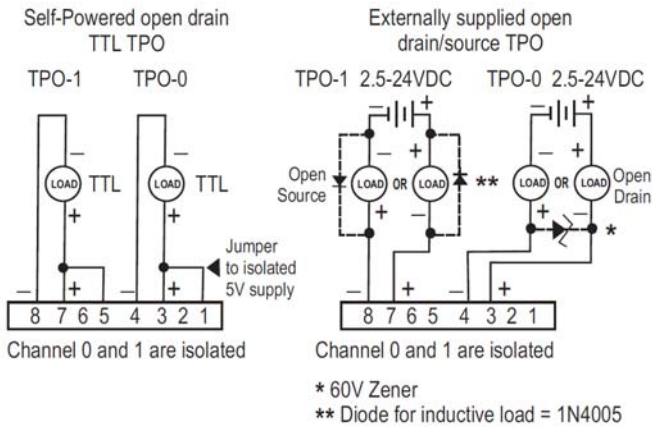 Self-Powered open drain
TTL TPO
TPO-1 TPO-0
– –
LOAD TTL LOAD TTL
+ +
Jumper
to isolated
5V supply
– + – +
8 7 6 5 4 3 2 1
Channel 0 and 1 are isolated
Externally supplied open
drain/source TPO
TPO-1 2.5-24VDC TPO-0 2.5-24VDC
– + – +
– + – +
Open
Source
LOAD OR LOAD ** LOAD OR LOAD
Open
Drain
+ – + –
*
– + – +
8 7 6 5 4 3 2 1
Channel 0 and 1 are isolated
* 60V Zener
** Diode for inductive load = 1N4005